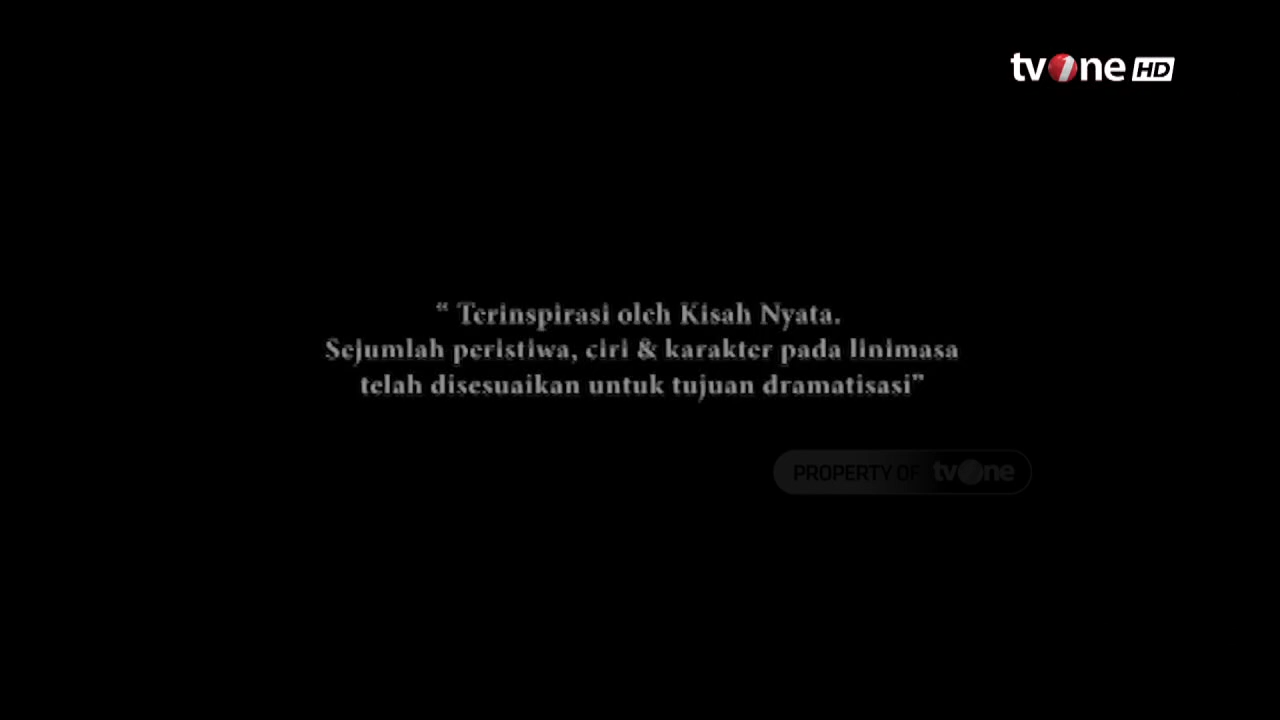 tvOne HD
“ Terinspirasi oleh Kisah Nyata.
Sejumlah peristiwa, ciri & karakter pada linimasa
telah disesuaikan untuk tujuan dramatisasi”
PROPERTY OF tvOne